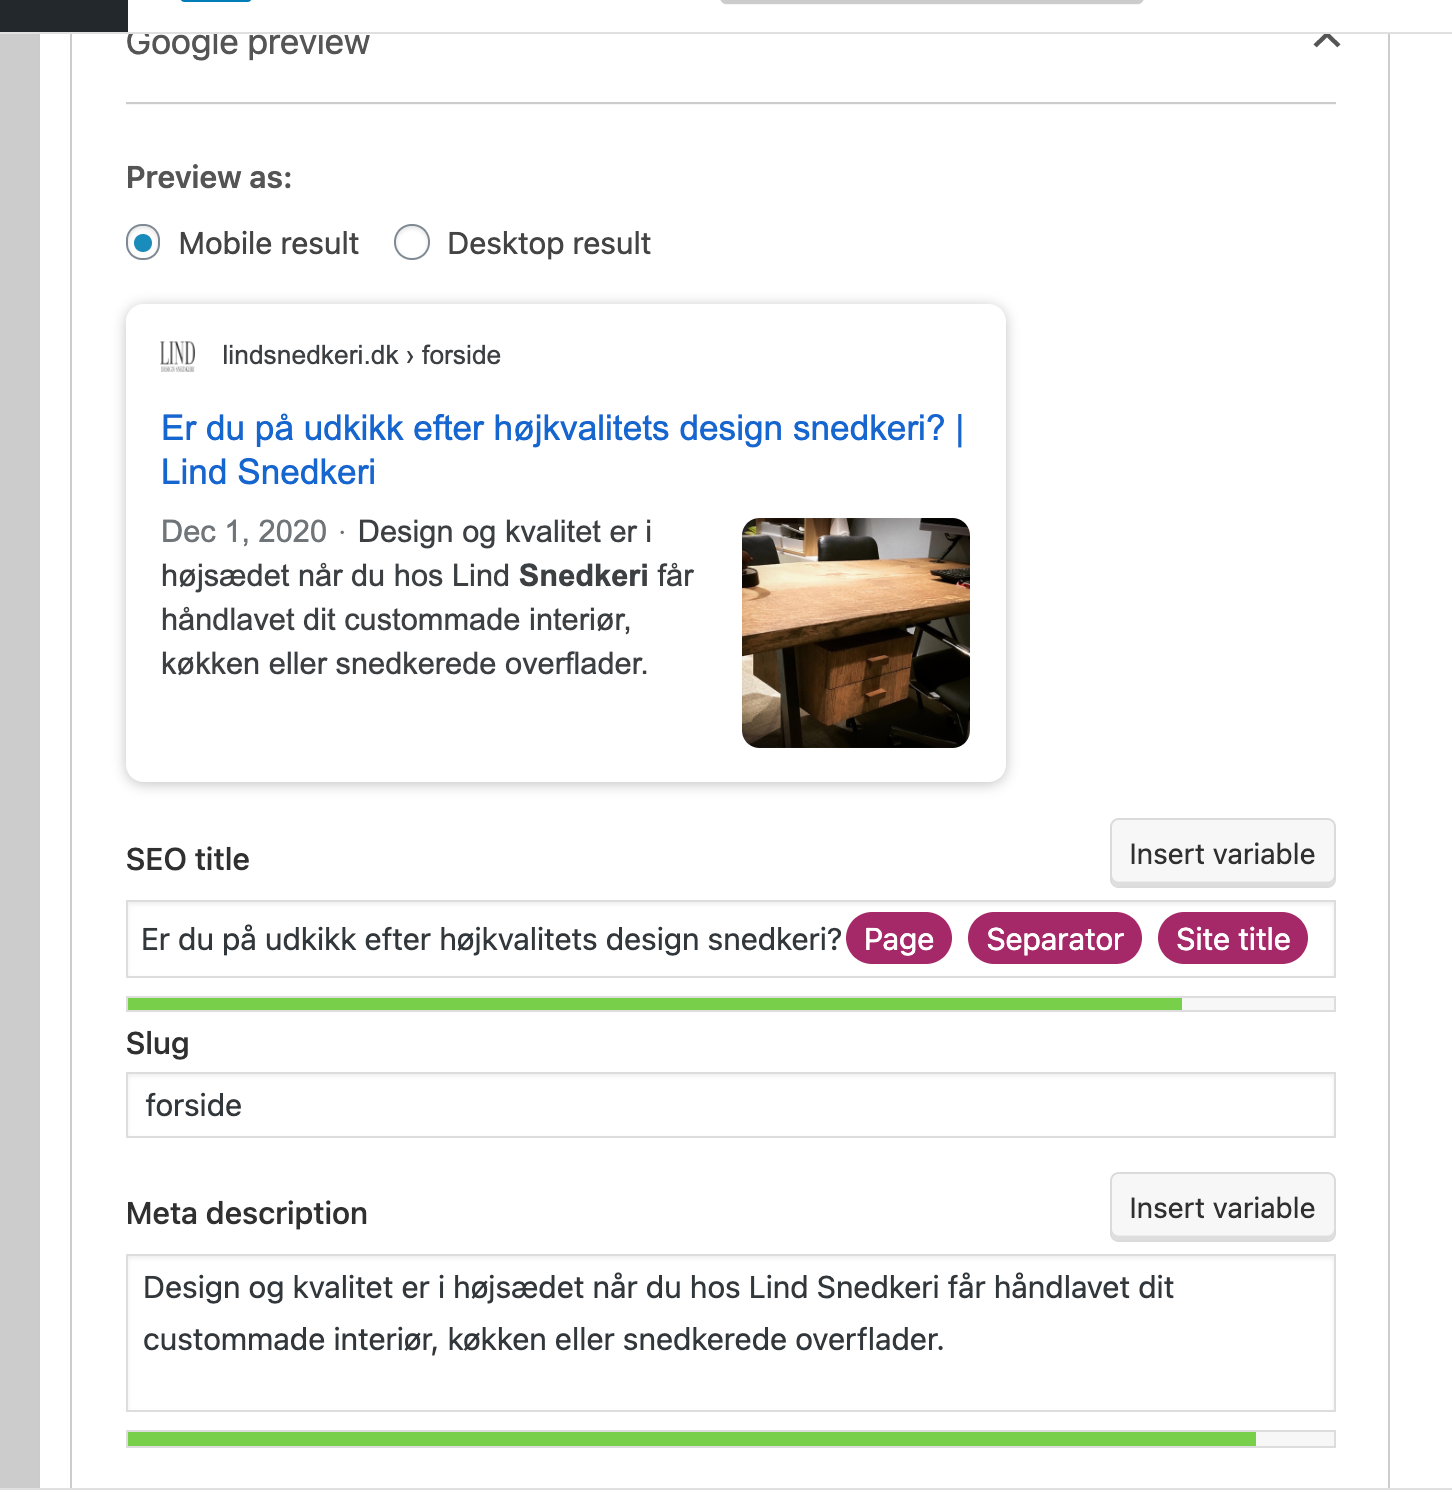 Google preview
Preview as:
Mobile result Desktop result
LIND
lindsnedkeri.dk › forside
Er du på udkikk efter højkvalitets design snedkeri? |
Lind Snedkeri
Dec 1, 2020 · Design og kvalitet er i
højsædet når du hos Lind Snedkeri får
håndlavet dit custommade interiør,
køkken eller snedkerede overflader.
SEO title
Insert variable
Er du på udkikk efter højkvalitets design snedkeri? Page Separator Site title
Slug
forside
Meta description
Insert variable
Design og kvalitet er i højsædet når du hos Lind Snedkeri får håndlavet dit
custommade interiør, køkken eller snedkerede overflader.